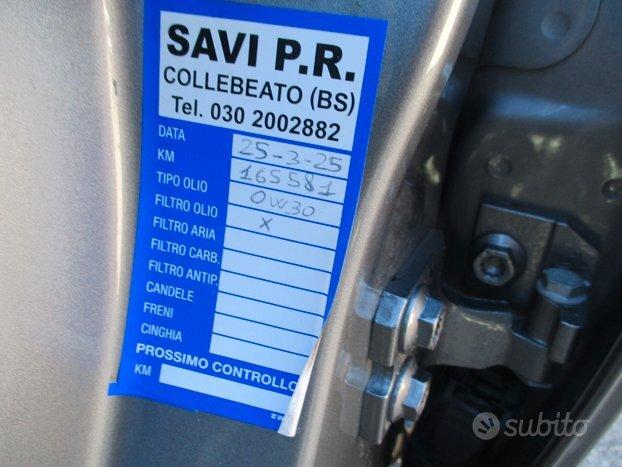 SAVI P.R.
COLLEBEATO (BS)
Tel. 030 2002882
DATA 25-3-25
KM 165581
TIPO OLIO 0W30
FILTRO OLIO X
FILTRO ARIA
FILTRO CARB.
FILTRO ANTIP.
CANDELE
FRENI
CINGHIA
PROSSIMO CONTROLLO
KM
subito